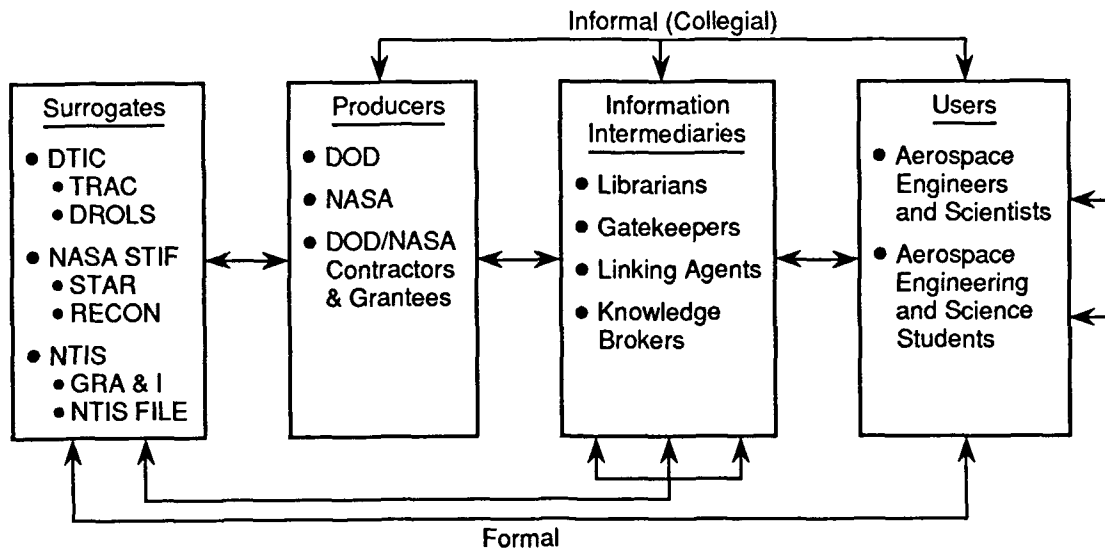 Informal (Collegial)
Surrogates
• DTIC
• TRAC
• DROLS
• NASA STIF
• STAR
• RECON
• NTIS
• GRA & I
• NTIS FILE
Producers
• DOD
• NASA
• DOD/NASA
Contractors
& Grantees
Information
Intermediaries
• Librarians
• Gatekeepers
• Linking Agents
• Knowledge
Brokers
Users
• Aerospace
Engineers
and Scientists
• Aerospace
Engineering
and Science
Students
Formal